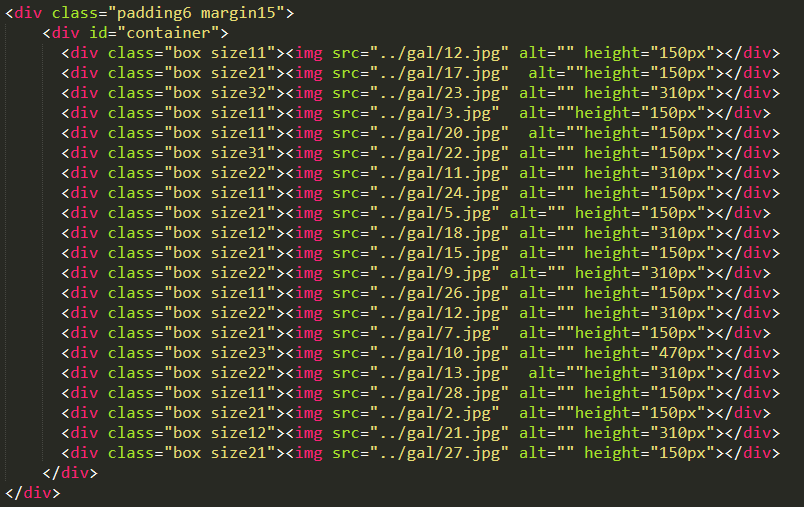 <div class="padding6 margin15">
    <div id="container">
      <div class="box size11"><img src="../gal/12.jpg" alt="" height="150px"></div>
      <div class="box size21"><img src="../gal/17.jpg"  alt=""height="150px"></div>
      <div class="box size32"><img src="../gal/23.jpg" alt="" height="310px"></div>
      <div class="box size11"><img src="../gal/3.jpg"  alt=""height="150px"></div>
      <div class="box size11"><img src="../gal/20.jpg"  alt=""height="150px"></div>
      <div class="box size31"><img src="../gal/22.jpg" alt="" height="150px"></div>
      <div class="box size22"><img src="../gal/11.jpg" alt="" height="310px"></div>
      <div class="box size11"><img src="../gal/24.jpg" alt="" height="150px"></div>
      <div class="box size21"><img src="../gal/5.jpg" alt="" height="150px"></div>
      <div class="box size12"><img src="../gal/18.jpg" alt="" height="310px"></div>
      <div class="box size21"><img src="../gal/15.jpg" alt="" height="150px"></div>
      <div class="box size22"><img src="../gal/9.jpg" alt="" height="310px"></div>
      <div class="box size11"><img src="../gal/26.jpg" alt="" height="150px"></div>
      <div class="box size22"><img src="../gal/12.jpg" alt="" height="310px"></div>
      <div class="box size21"><img src="../gal/7.jpg"  alt=""height="150px"></div>
      <div class="box size23"><img src="../gal/10.jpg" alt="" height="470px"></div>
      <div class="box size22"><img src="../gal/13.jpg"  alt=""height="310px"></div>
      <div class="box size11"><img src="../gal/28.jpg" alt="" height="150px"></div>
      <div class="box size21"><img src="../gal/2.jpg"  alt=""height="150px"></div>
      <div class="box size12"><img src="../gal/21.jpg" alt="" height="310px"></div>
      <div class="box size21"><img src="../gal/27.jpg" alt="" height="150px"></div>
    </div>
</div>